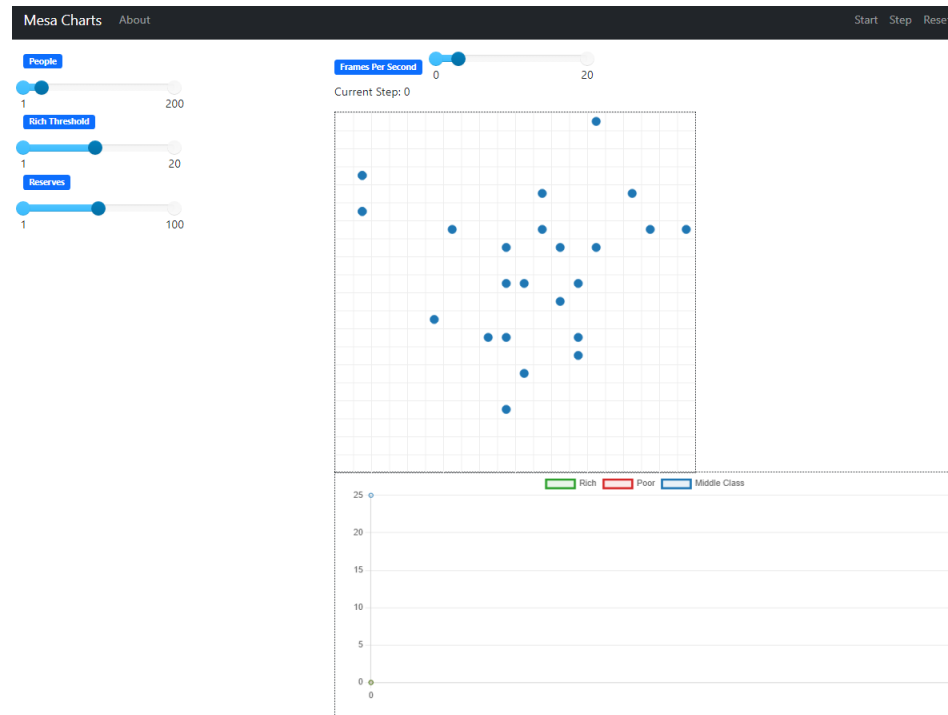 Mesa Charts About Start Step Reset
People
1 200
Rich Threshold
1 20
Reserves
1 100
Frames Per Second
0 20
Current Step: 0
Rich Poor Middle Class
25
20
15
10
5
0
0